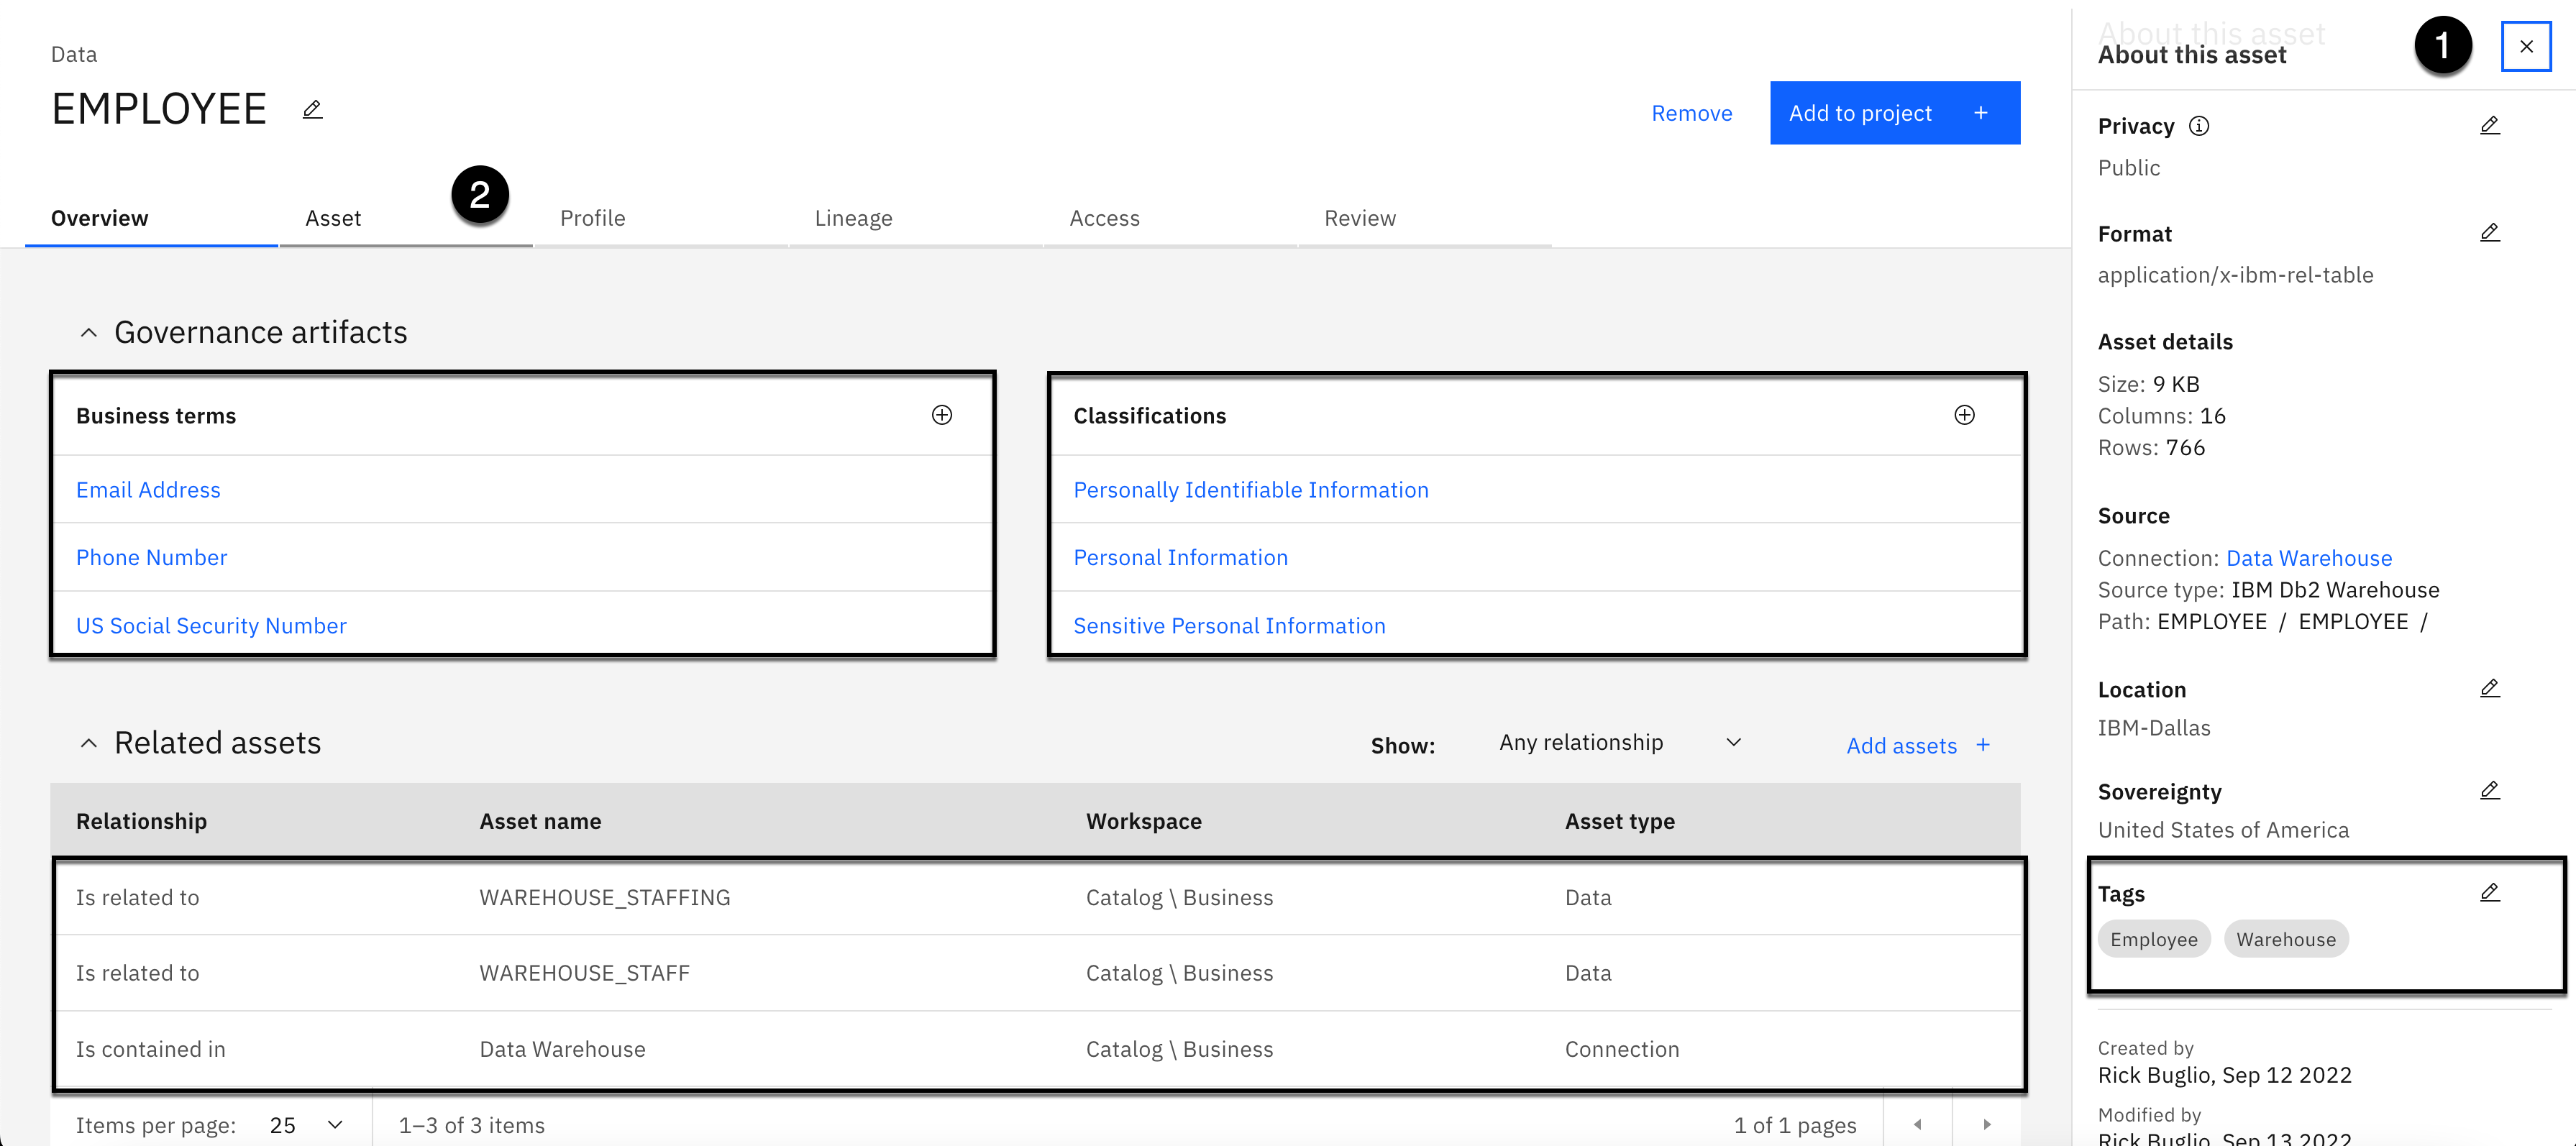 Data
EMPLOYEE
Remove
Add to project +
2
Overview Asset Profile Lineage Access Review
Governance artifacts
Business terms
Email Address
Phone Number
US Social Security Number
Classifications
Personally Identifiable Information
Personal Information
Sensitive Personal Information
Related assets
Show: Any relationship
Add assets +
Relationship Asset name Workspace Asset type
Is related to WAREHOUSE_STAFFING Catalog \ Business Data
Is related to WAREHOUSE_STAFF Catalog \ Business Data
Is contained in Data Warehouse Catalog \ Business Connection
Items per page: 25 1–3 of 3 items 1 of 1 pages
About this asset
About this asset
1
Privacy
Public
Format
application/x-ibm-rel-table
Asset details
Size: 9 KB
Columns: 16
Rows: 766
Source
Connection: Data Warehouse
Source type: IBM Db2 Warehouse
Path: EMPLOYEE / EMPLOYEE /
Location
IBM-Dallas
Sovereignty
United States of America
Tags
Employee Warehouse
Created by
Rick Buglio, Sep 12 2022
Modified by
Rick Buglio, Sep 13 2022